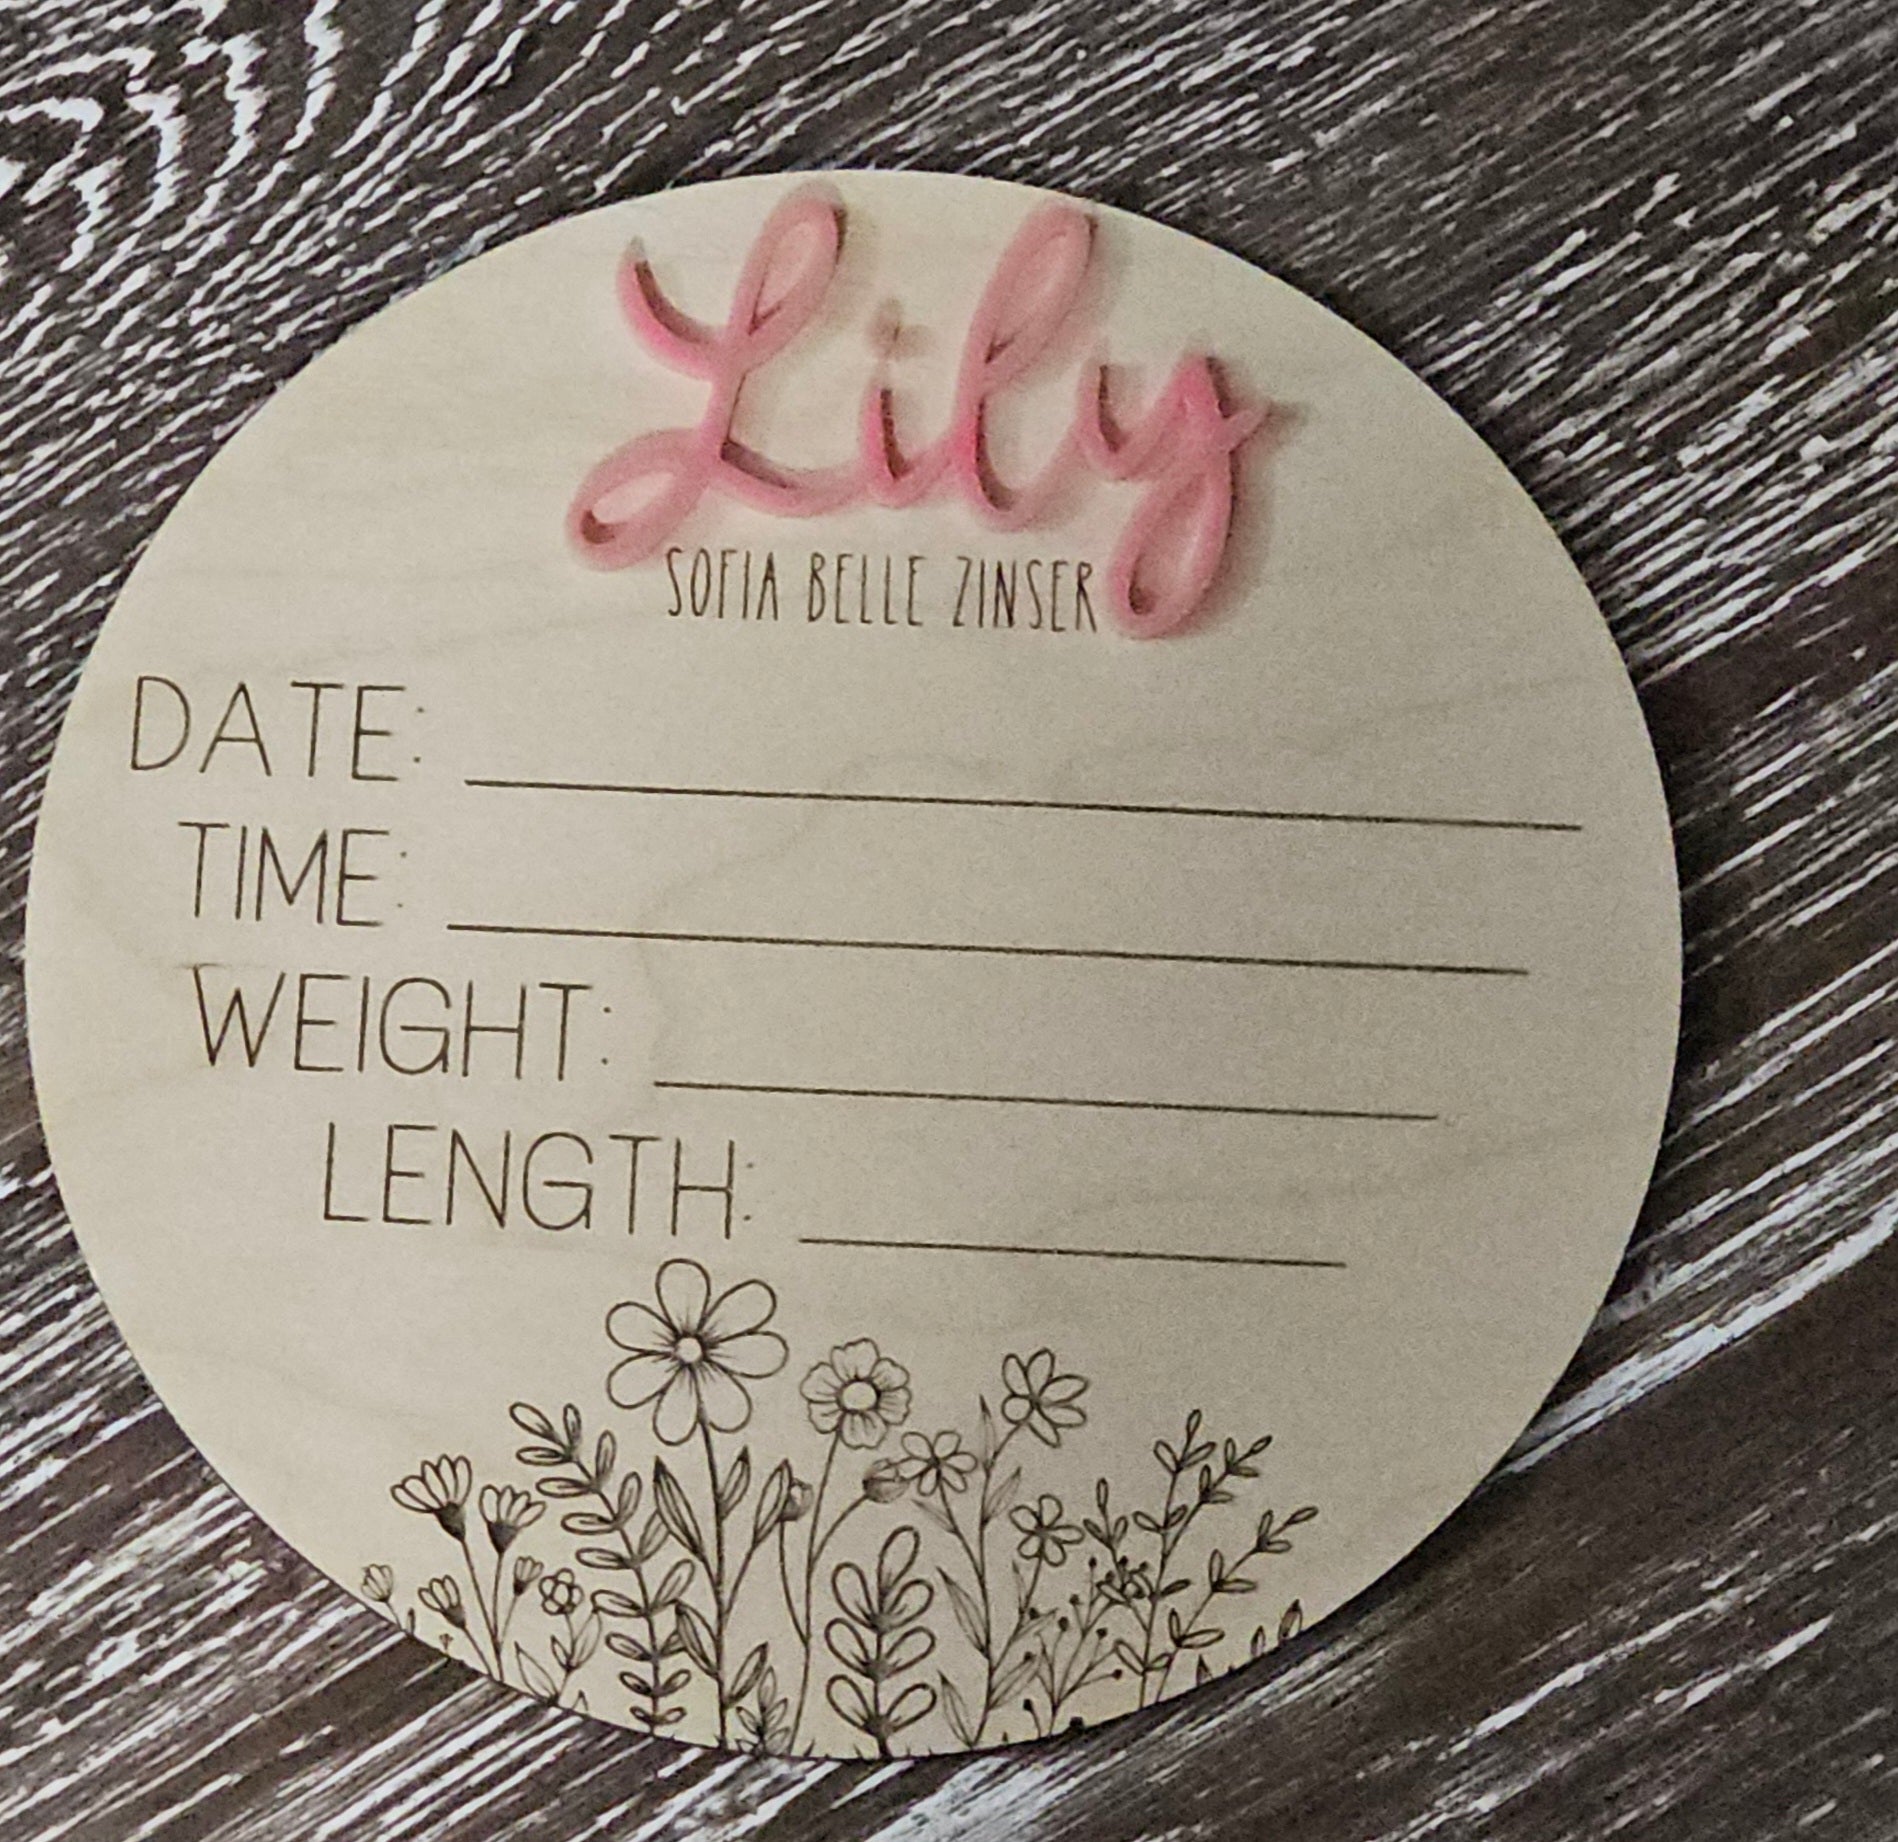 Lily
SOFIA BELLE ZINSER
DATE:
TIME:
WEIGHT:
LENGTH: